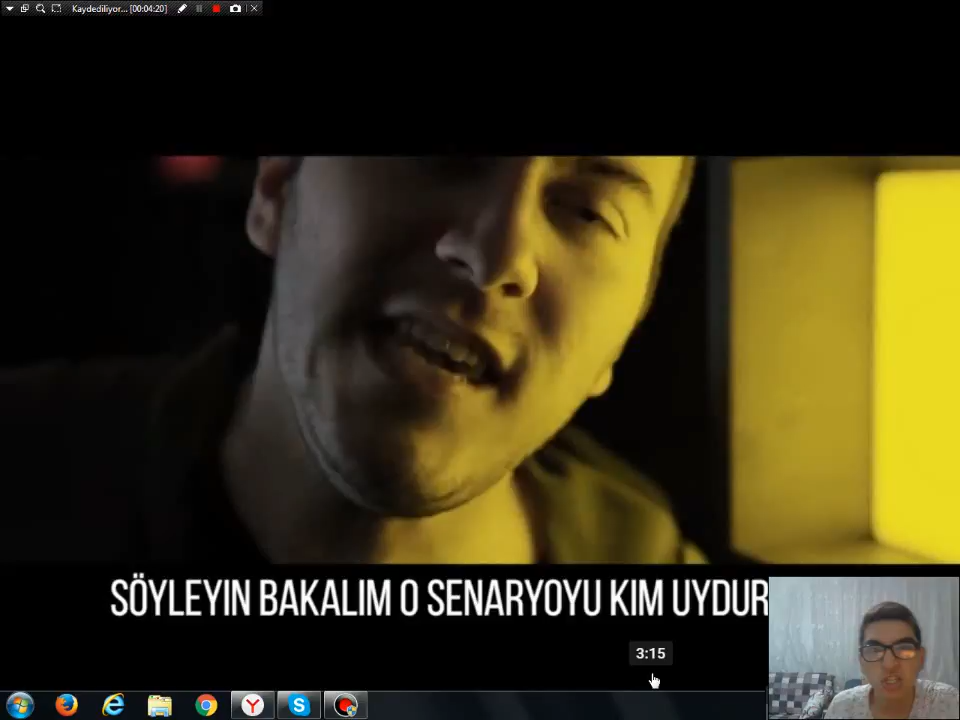 Kaydediliyor... [00:04:20]
SÖYLEYIN BAKALIM O SENARYOYU KIM UYDUR
3:15